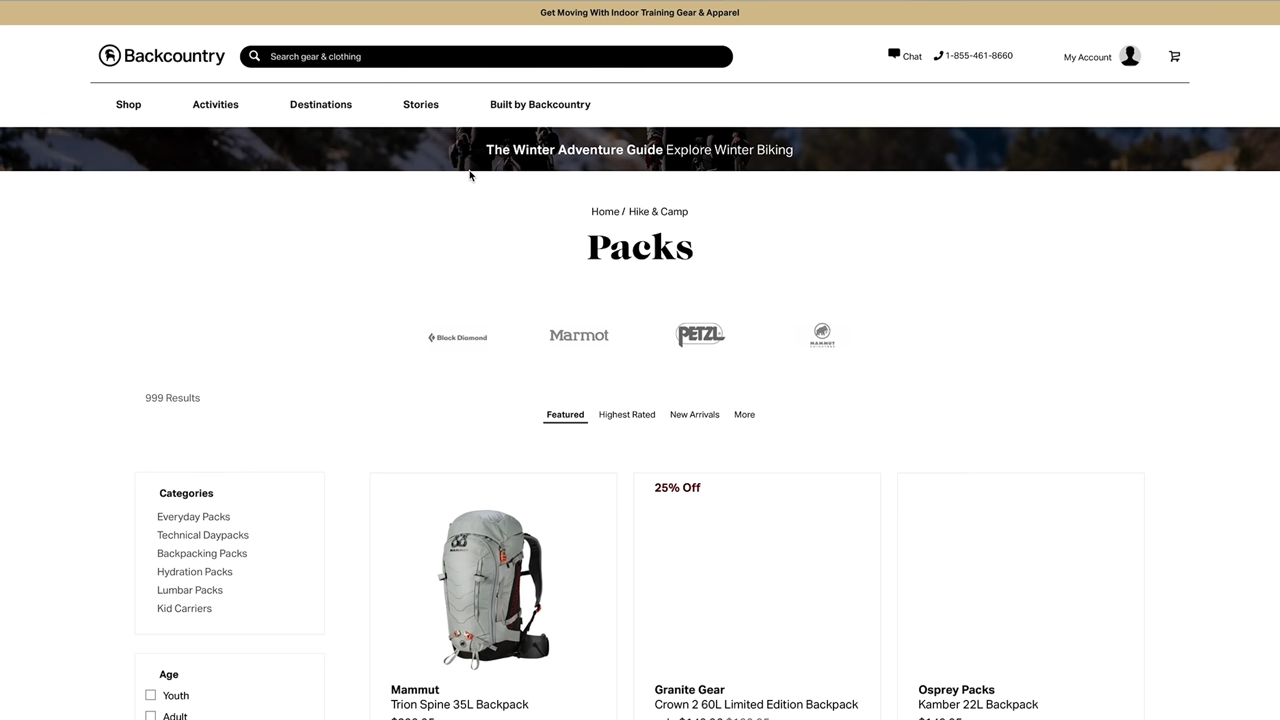 Get Moving With Indoor Training Gear & Apparel
Backcountry
Search gear & clothing
Chat
1-855-461-8660
My Account
Shop
Activities
Destinations
Stories
Built by Backcountry
The Winter Adventure Guide Explore Winter Biking
Home / Hike & Camp
Packs
Black Diamond
Marmot
PETZL
MAMMUT
999 Results
Featured
Highest Rated
New Arrivals
More
Categories
Everyday Packs
Technical Daypacks
Backpacking Packs
Hydration Packs
Lumbar Packs
Kid Carriers
Age
Youth
Adult
25% Off
MAMMUT
Mammut
Trion Spine 35L Backpack
Granite Gear
Crown 2 60L Limited Edition Backpack
Osprey Packs
Kamber 22L Backpack